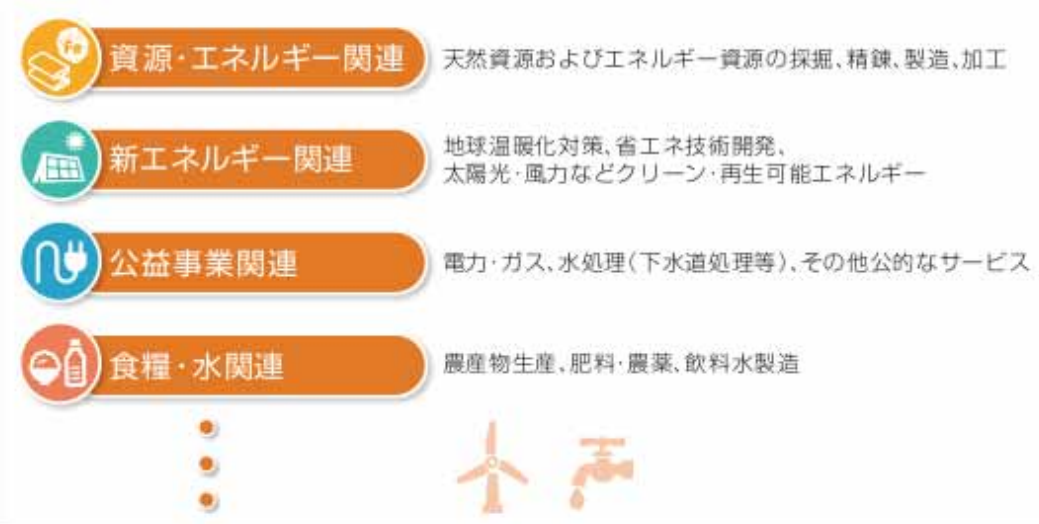 Fe
資源・エネルギー関連
天然資源およびエネルギー資源の採掘、精錬、製造、加工
新エネルギー関連
地球温暖化対策、省エネ技術開発、
太陽光・風力などクリーン・再生可能エネルギー
公益事業関連
電力・ガス、水処理(下水道処理等)、その他公的なサービス
食糧・水関連
農産物生産、肥料・農薬、飲料水製造